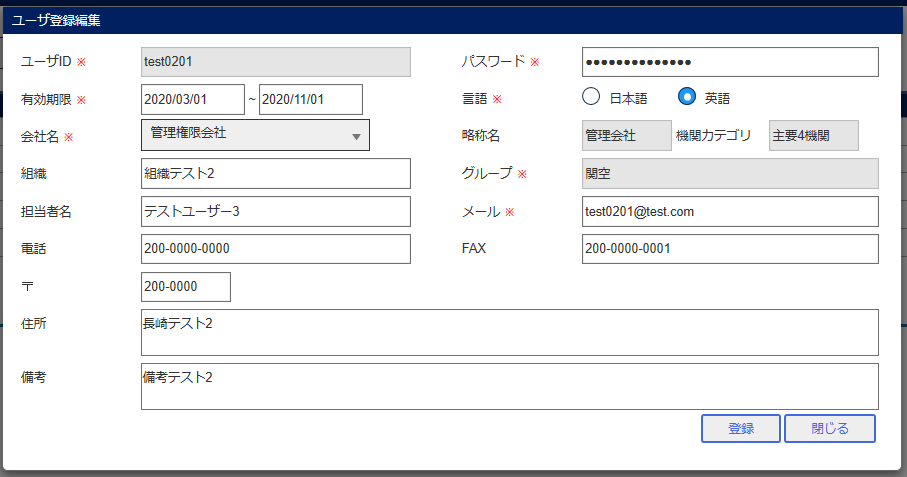 ユーザ登録編集
ユーザID ※ test0201 パスワード ※ ••••••••••••••
有効期限 ※ 2020/03/01 ~ 2020/11/01 言語 ※ 日本語 英語
会社名 ※ 管理権限会社 略称名 管理会社 機関カテゴリ 主要4機関
組織 組織テスト2 グループ ※ 関空
担当者名 テストユーザー3 メール ※ test0201@test.com
電話 200-0000-0000 FAX 200-0000-0001
〒 200-0000
住所 長崎テスト2
備考 備考テスト2
登録 閉じる